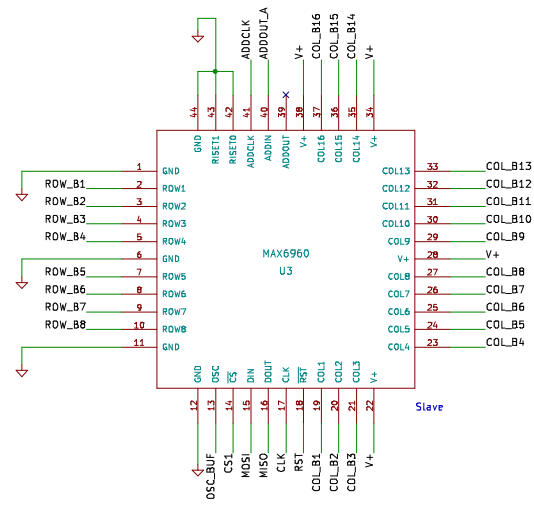 ADDCLK
ADDOUT_A
V+
COL_B16
COL_B15
COL_B14
V+
44
43
42
41
40
39
38
37
36
35
34
GND
RISET1
RISET0
ADDCLK
ADDIN
ADDOUT
V+
COL16
COL15
COL14
V+
1 GND
ROW_B1 2 ROW1
ROW_B2 3 ROW2
ROW_B3 4 ROW3
ROW_B4 5 ROW4
6 GND
ROW_B5 7 ROW5
ROW_B6 8 ROW6
ROW_B7 9 ROW7
ROW_B8 10 ROW8
11 GND
MAX6960
U3
COL13 33 COL_B13
COL12 32 COL_B12
COL11 31 COL_B11
COL10 30 COL_B10
COL9 29 COL_B9
V+ 28 V+
COL8 27 COL_B8
COL7 26 COL_B7
COL6 25 COL_B6
COL5 24 COL_B5
COL4 23 COL_B4
GND
OSC
CS
DIN
DOUT
CLK
RST
COL1
COL2
COL3
V+
12
13
14
15
16
17
18
19
20
21
22
Slave
OSC_BUF
CS1
MOSI
MISO
CLK
RST
COL_B1
COL_B2
COL_B3
V+